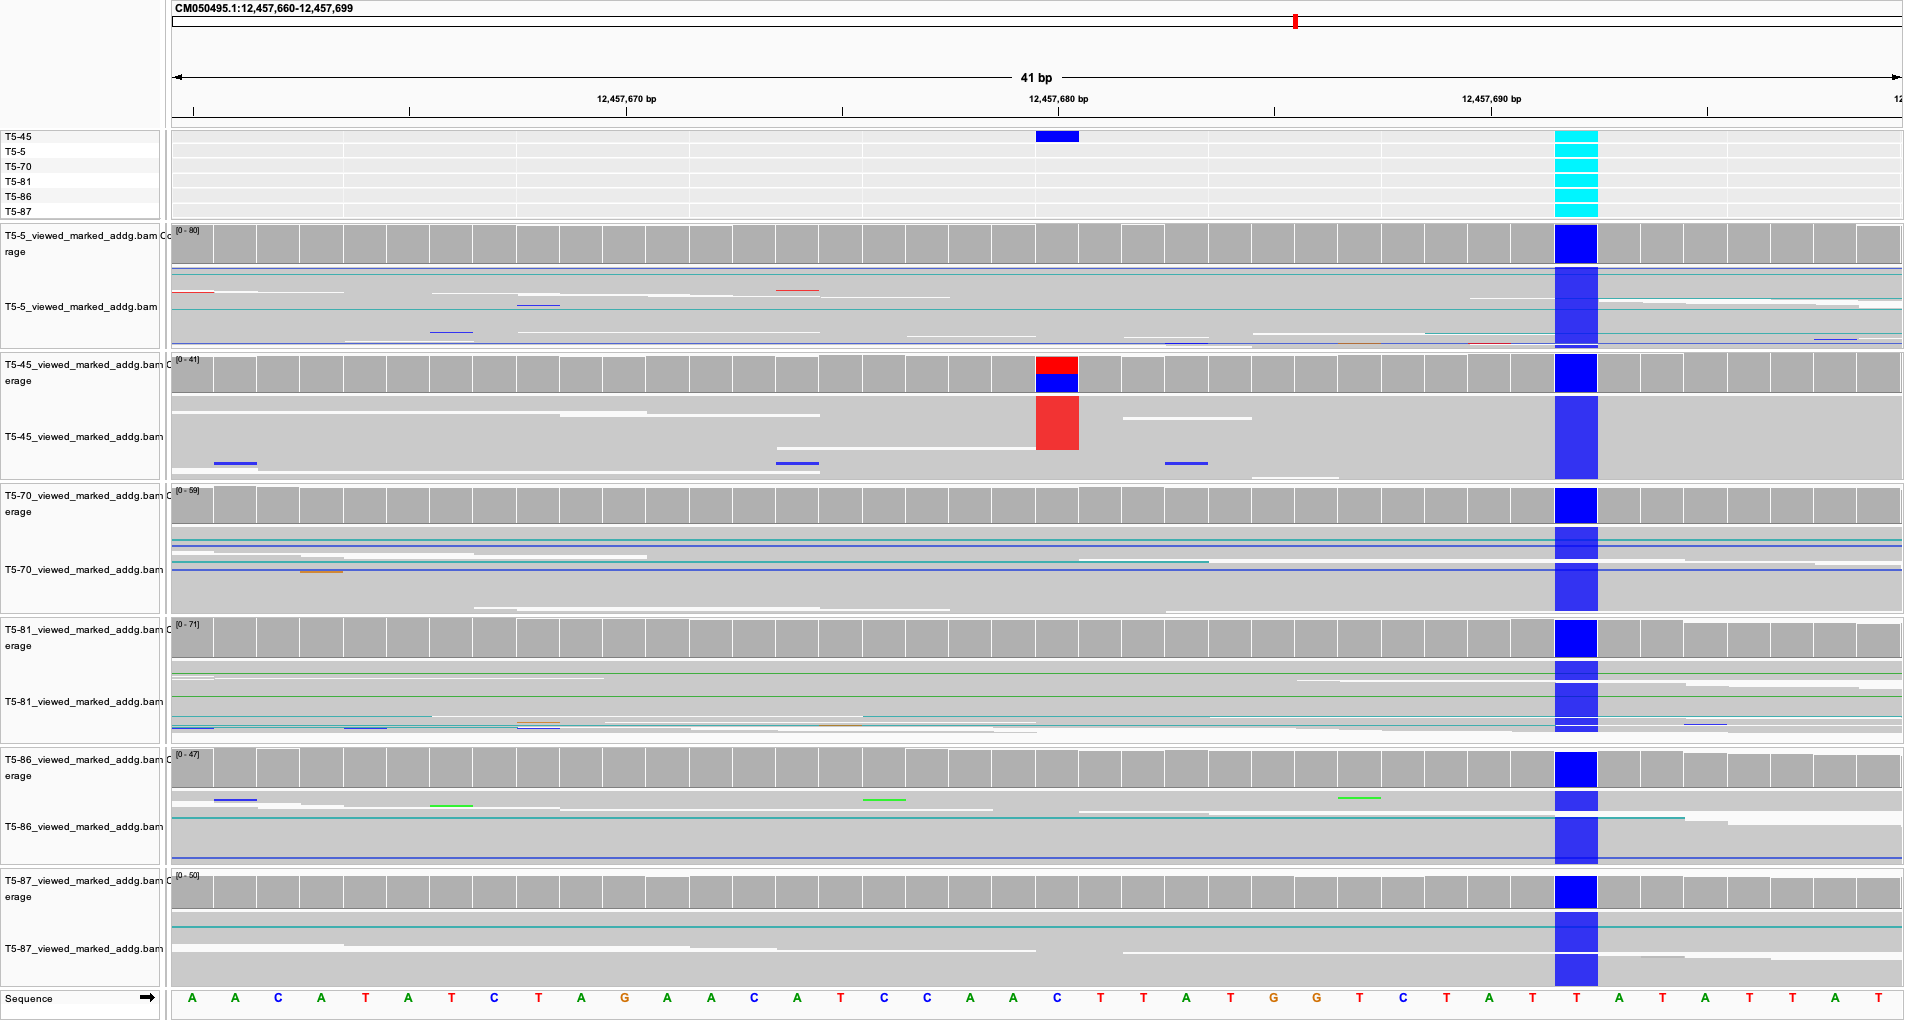 CM050495.1:12,457,660-12,457,699
41 bp
12,457,670 bp
12,457,680 bp
12,457,690 bp
12
T5-45
T5-5
T5-70
T5-81
T5-86
T5-87
T5-5_viewed_marked_addg.bam Co
rage
[0 - 80]
T5-5_viewed_marked_addg.bam
T5-45_viewed_marked_addg.bam C
erage
[0 - 41]
T5-45_viewed_marked_addg.bam
T5-70_viewed_marked_addg.bam C
erage
[0 - 59]
T5-70_viewed_marked_addg.bam
T5-81_viewed_marked_addg.bam C
erage
[0 - 71]
T5-81_viewed_marked_addg.bam
T5-86_viewed_marked_addg.bam C
erage
[0 - 47]
T5-86_viewed_marked_addg.bam
T5-87_viewed_marked_addg.bam C
erage
[0 - 50]
T5-87_viewed_marked_addg.bam
Sequence A A C A T A T C T A G A A C A T C C A A C T T A T G G T C T A T T A T A T T A T